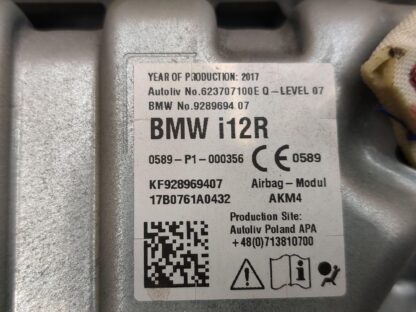 YEAR OF PRODUCTION: 2017
Autoliv No.623707100E Q-LEVEL 07
BMW No.9289694 07
BMW i12R
0589-P1-000356 CE 0589
KF928969407 Airbag-Modul
17B0761A0432 AKM4
Production Site:
Autoliv Poland APA
+48(0)713810700